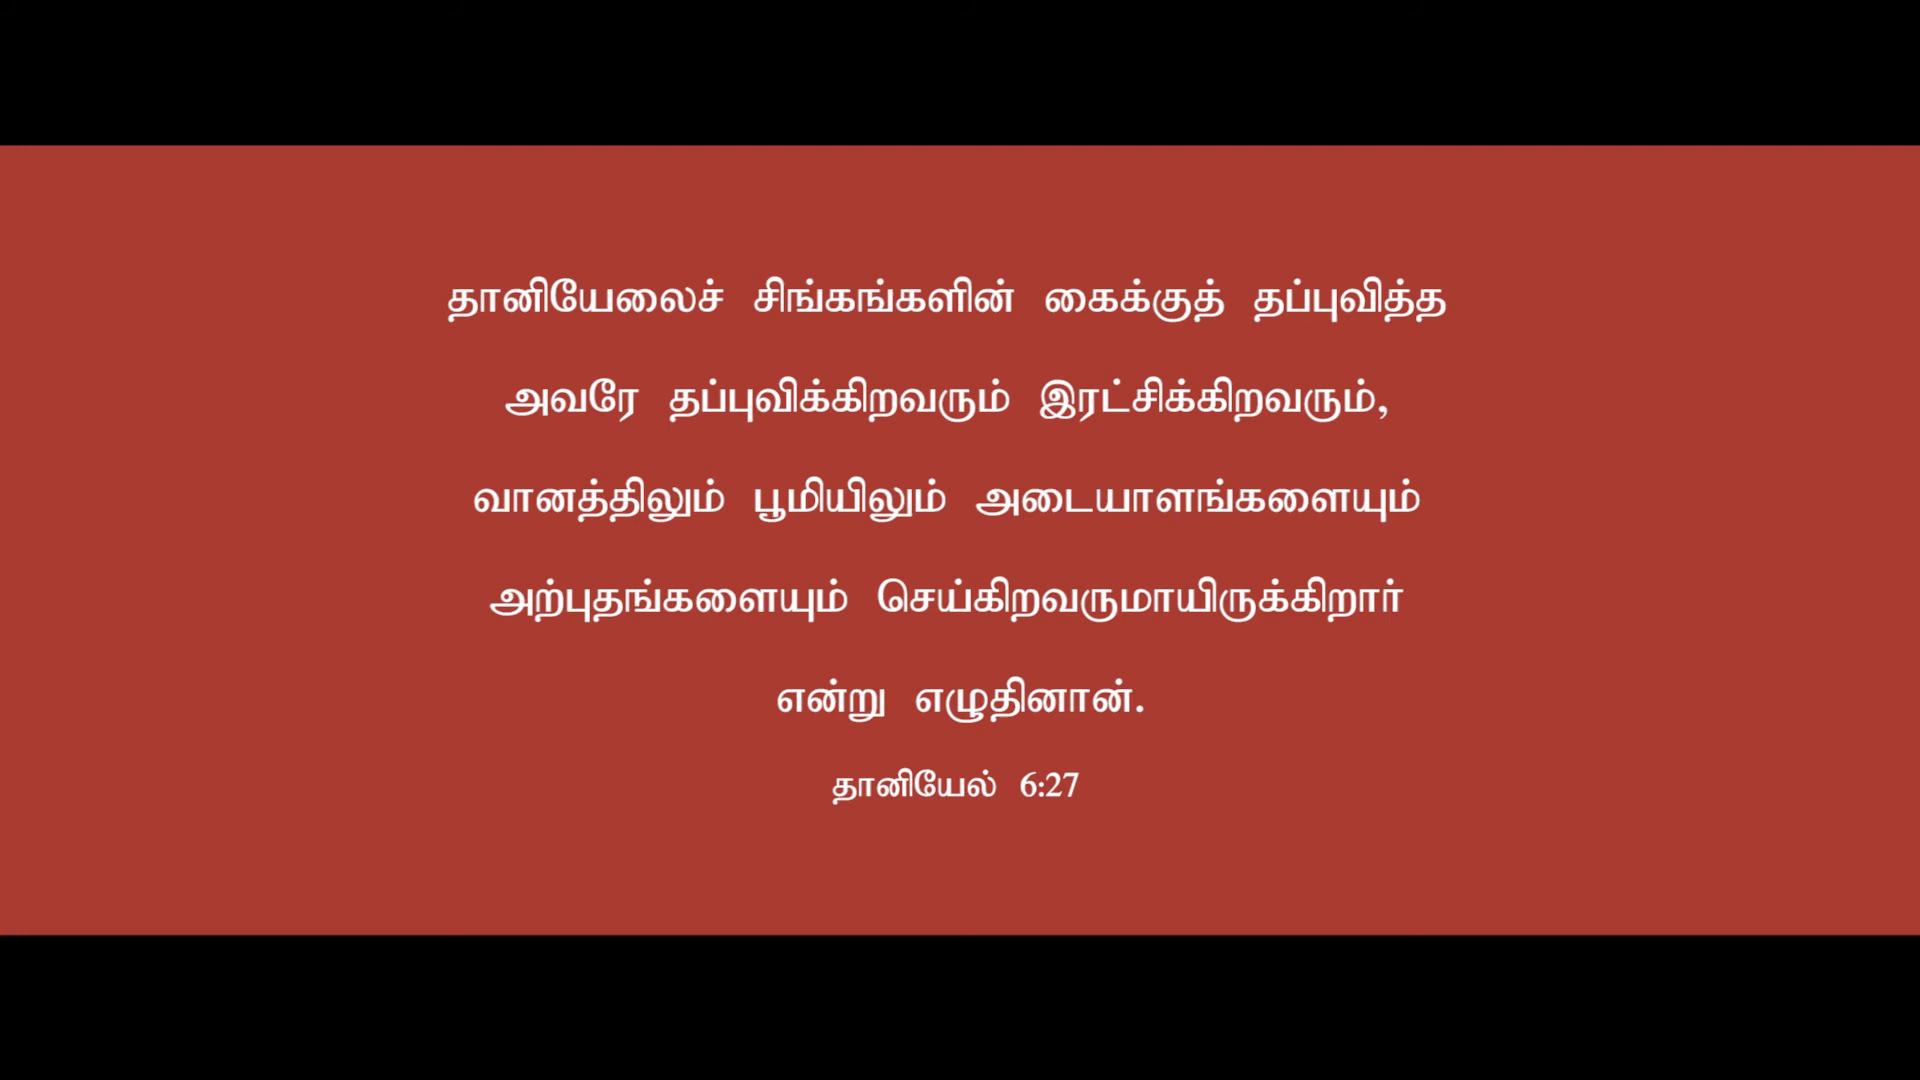 தானியேலைச் சிங்கங்களின் கைக்குத் தப்புவித்த
அவரே தப்புவிக்கிறவரும் இரட்சிக்கிறவரும்,
வானத்திலும் பூமியிலும் அடையாளங்களையும்
அற்புதங்களையும் செய்கிறவருமாயிருக்கிறார்
என்று எழுதினான்.
தானியேல் 6:27